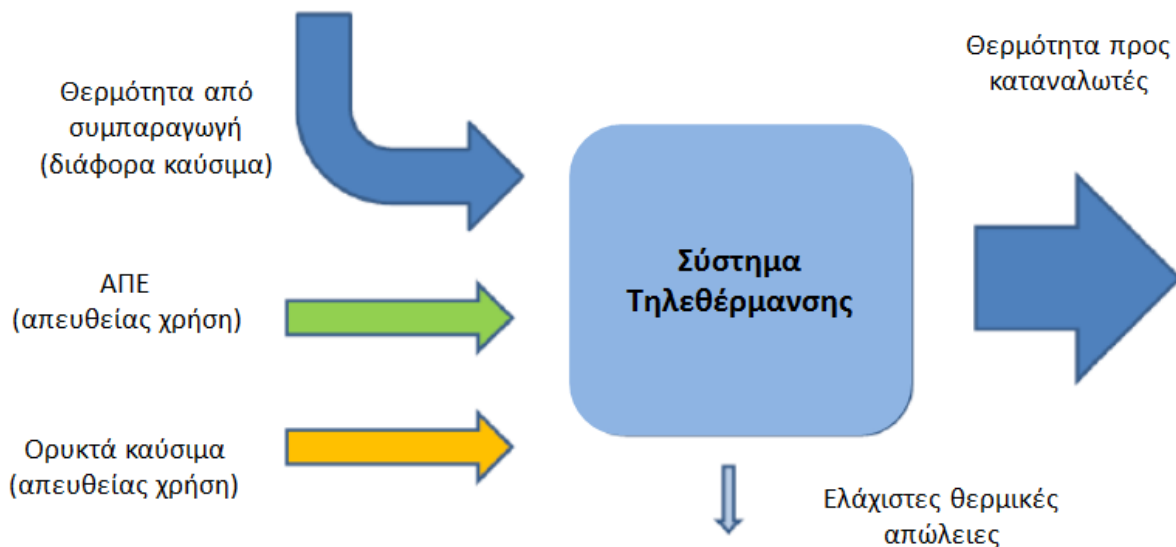 Θερμότητα από
συμπαραγωγή
(διάφορα καύσιμα)
ΑΠΕ
(απευθείας χρήση)
Ορυκτά καύσιμα
(απευθείας χρήση)
Σύστημα
Τηλεθέρμανσης
Θερμότητα προς
καταναλωτές
Ελάχιστες θερμικές
απώλειες